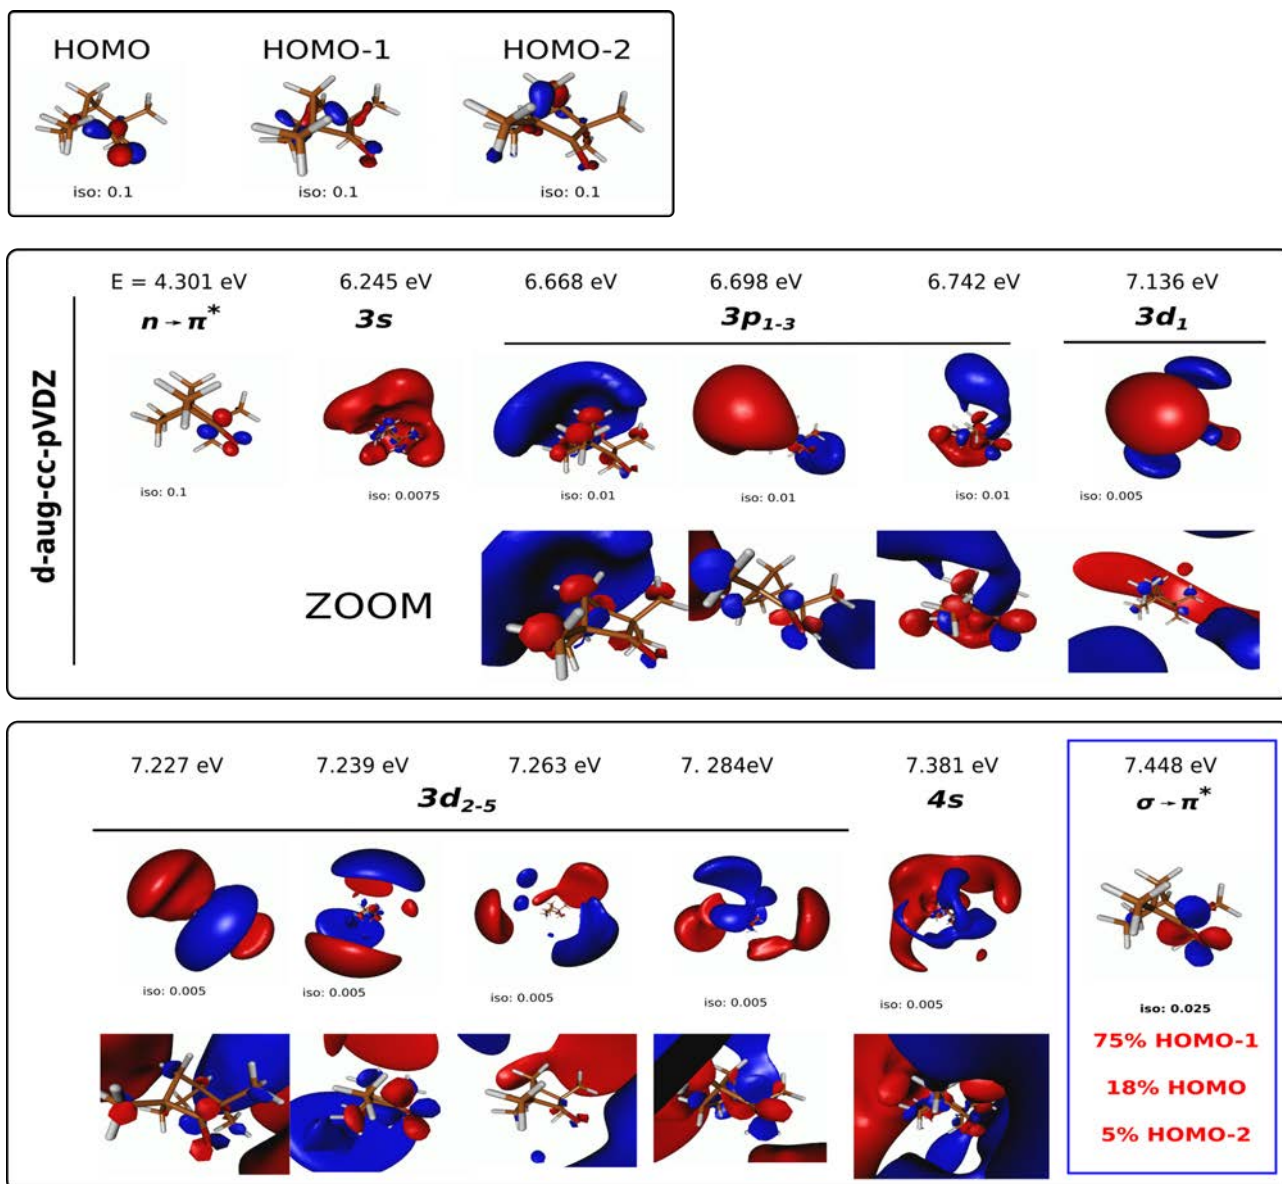 HOMO HOMO-1 HOMO-2
iso: 0.1 iso: 0.1 iso: 0.1
d-aug-cc-pVDZ
E = 4.301 eV 6.245 eV 6.668 eV 6.698 eV 6.742 eV 7.136 eV
n → π* 3s 3p1-3 3d1
iso: 0.1 iso: 0.0075 iso: 0.01 iso: 0.01 iso: 0.01 iso: 0.005
ZOOM
7.227 eV 7.239 eV 7.263 eV 7. 284eV 7.381 eV 7.448 eV
3d2-5 4s σ → π*
iso: 0.005 iso: 0.005 iso: 0.005 iso: 0.005 iso: 0.005 iso: 0.025
75% HOMO-1
18% HOMO
5% HOMO-2